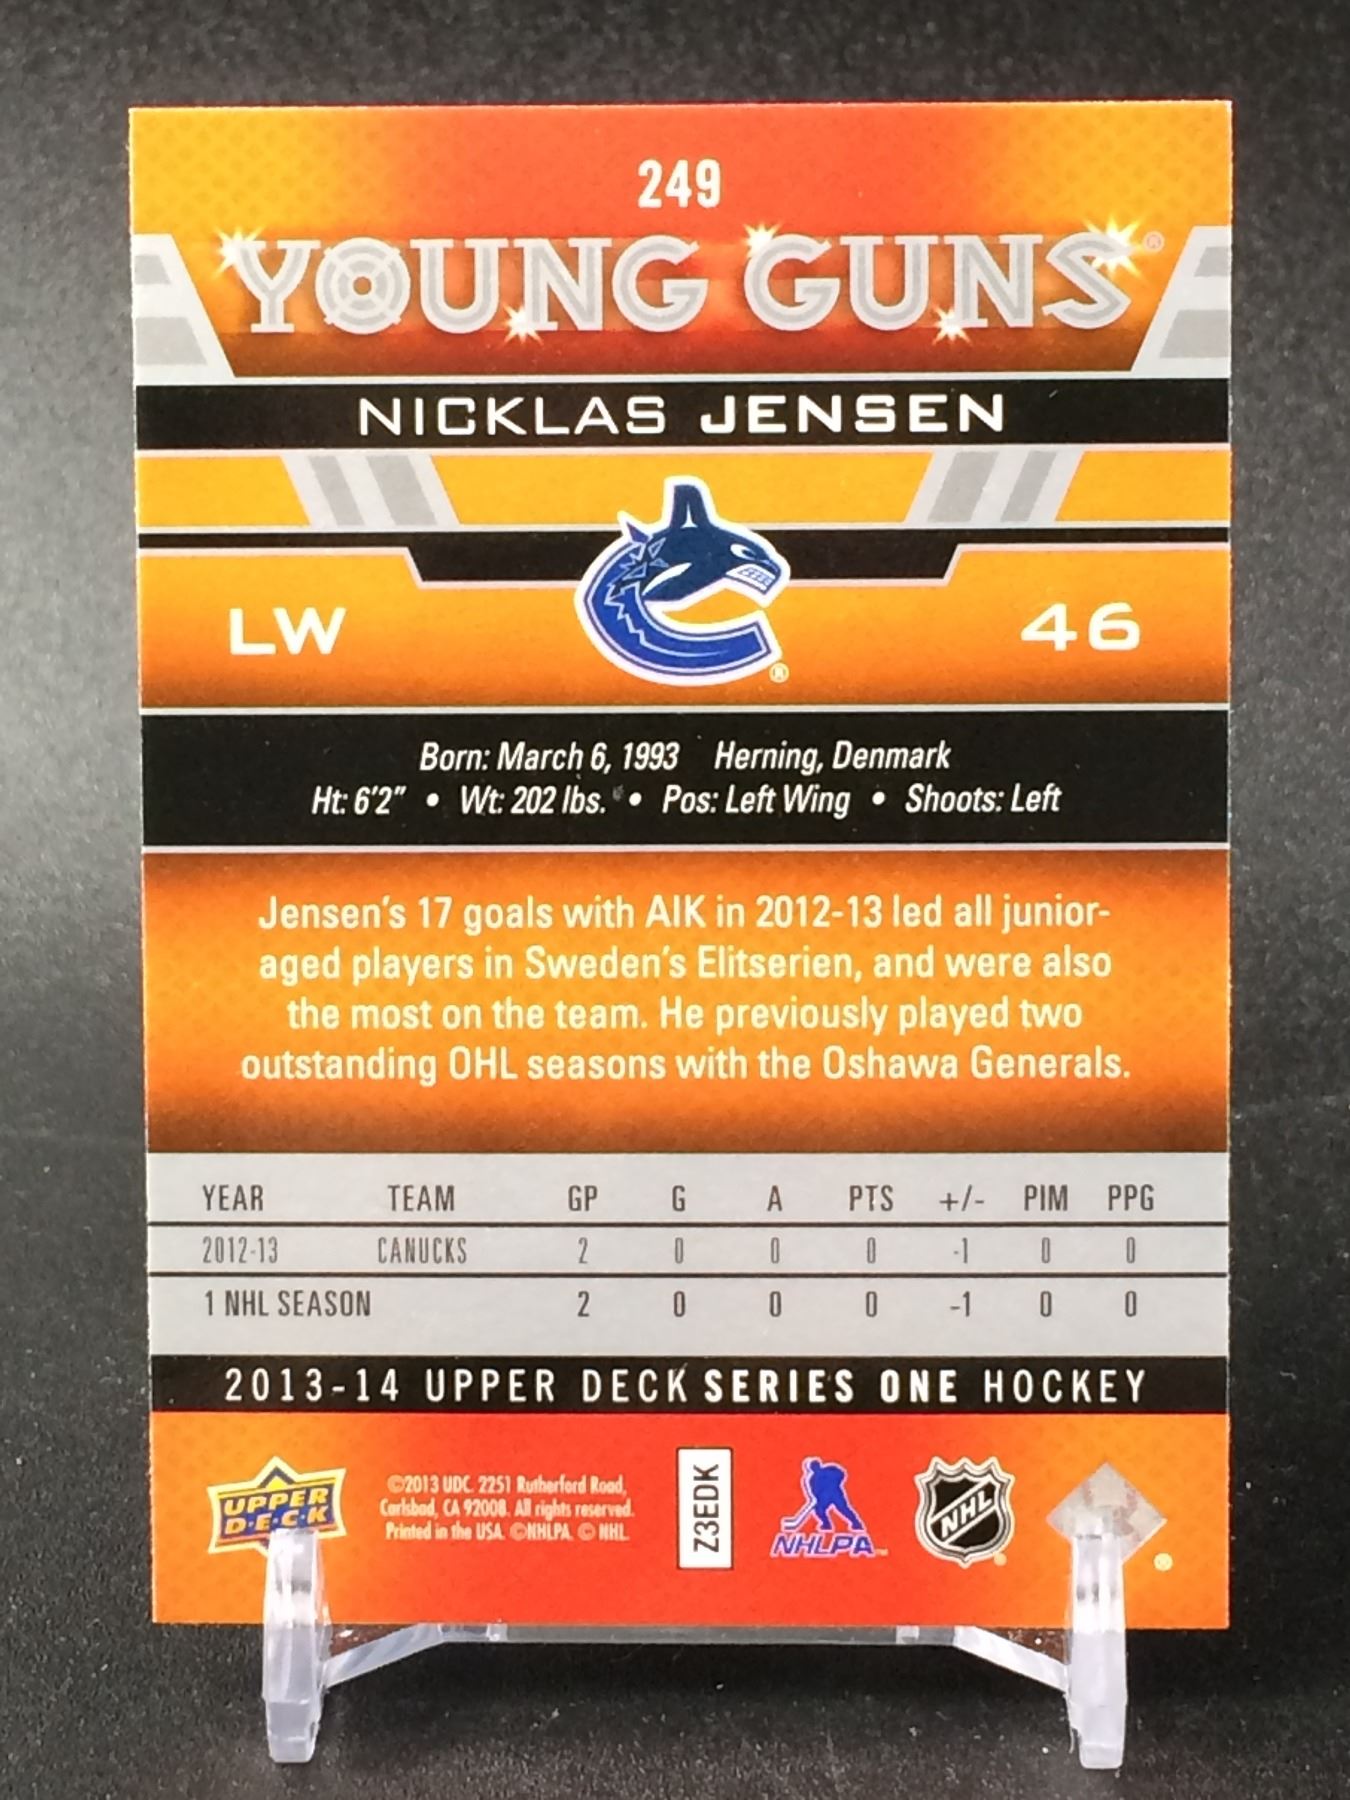 249
YOUNG GUNS®
NICKLAS JENSEN
®
LW
46
Born: March 6, 1993 Herning, Denmark
Ht: 6'2" • Wt: 202 lbs. • Pos: Left Wing • Shoots: Left
Jensen's 17 goals with AIK in 2012-13 led all junior-
aged players in Sweden's Elitserien, and were also
the most on the team. He previously played two
outstanding OHL seasons with the Oshawa Generals.
YEAR TEAM GP G A PTS +/- PIM PPG
2012-13 CANUCKS 2 0 0 0 -1 0 0
1 NHL SEASON 2 0 0 0 -1 0 0
2013-14 UPPER DECK SERIES ONE HOCKEY
UPPER
D·E·C·K
©2013 UDC. 2251 Rutherford Road,
Carlsbad, CA 92008. All rights reserved.
Printed in the USA. ©NHLPA. © NHL.
Z3EDK
NHLPA™
NHL®
®